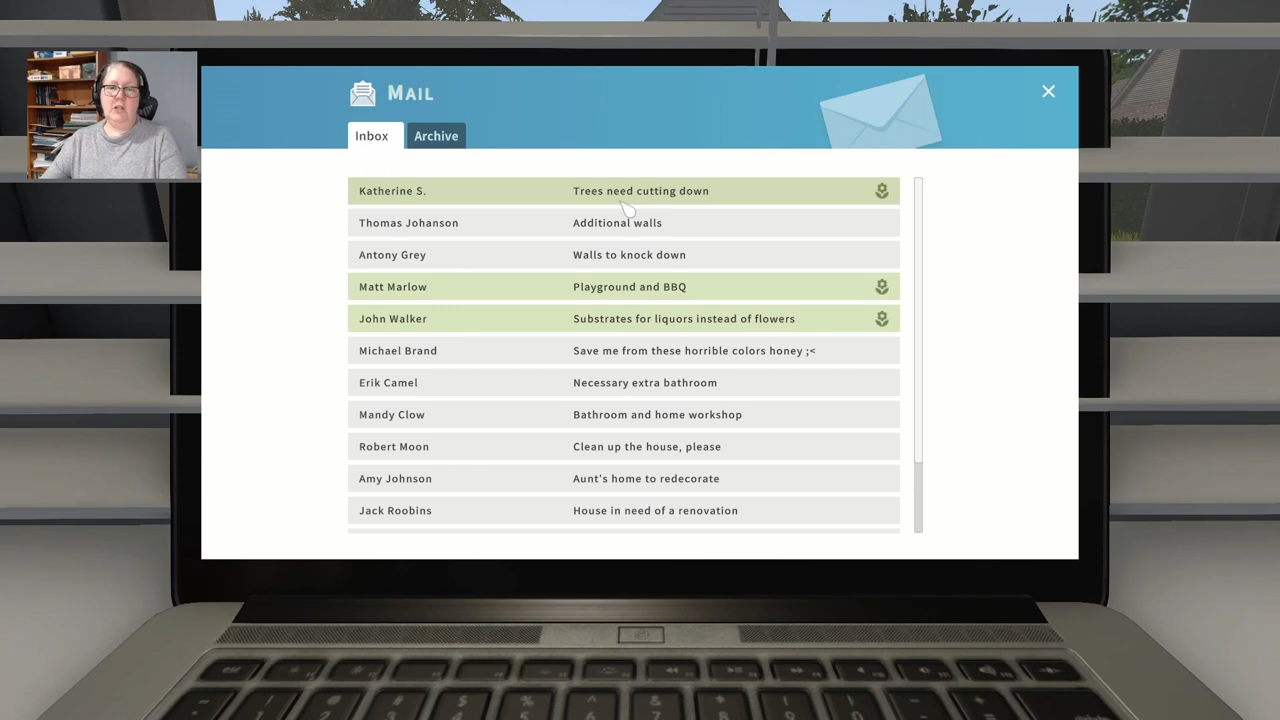 MAIL
Inbox Archive
Katherine S. Trees need cutting down
Thomas Johanson Additional walls
Antony Grey Walls to knock down
Matt Marlow Playground and BBQ
John Walker Substrates for liquors instead of flowers
Michael Brand Save me from these horrible colors honey ;<
Erik Camel Necessary extra bathroom
Mandy Clow Bathroom and home workshop
Robert Moon Clean up the house, please
Amy Johnson Aunt's home to redecorate
Jack Roobins House in need of a renovation